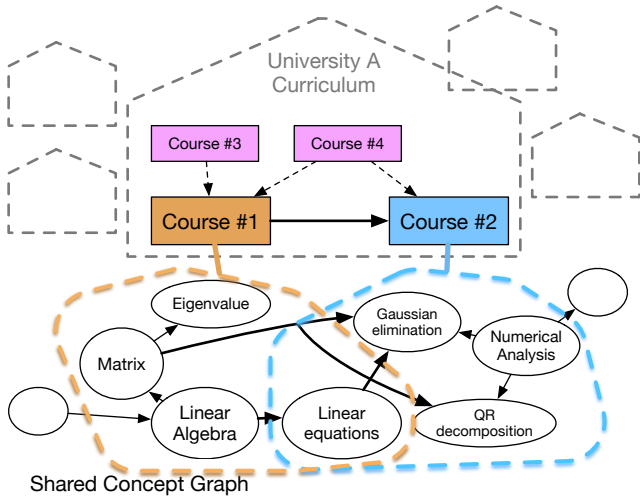 University A
Curriculum
Course #3
Course #4
Course #1
Course #2
Eigenvalue
Gaussian
elimination
Numerical
Analysis
Matrix
Linear
Algebra
Linear
equations
QR
decomposition
Shared Concept Graph